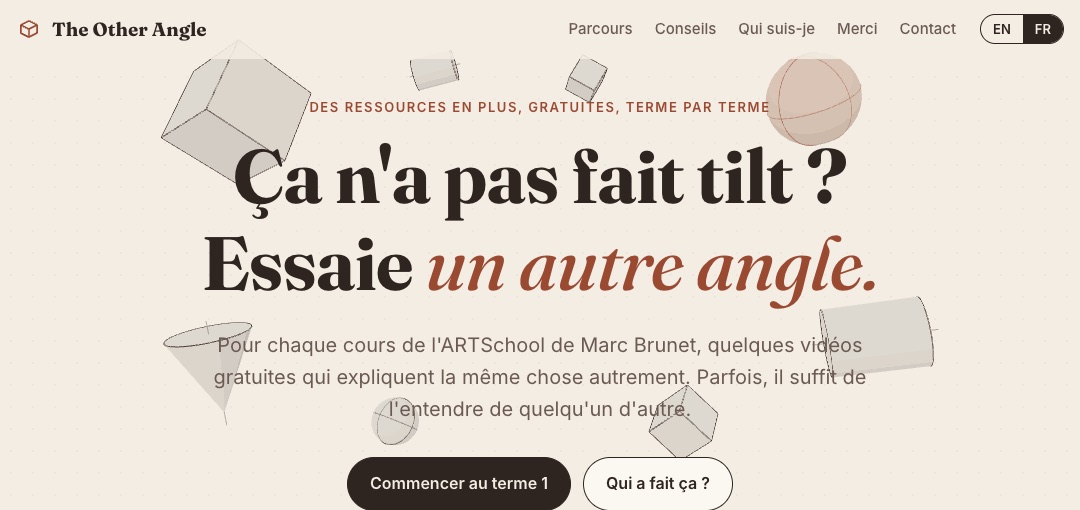 The Other Angle
Parcours
Conseils
Qui suis-je
Merci
Contact
EN
FR
DES RESSOURCES EN PLUS, GRATUITES, TERME PAR TERME
Ça n'a pas fait tilt ?
Essaie un autre angle.
Pour chaque cours de l'ARTSchool de Marc Brunet, quelques vidéos
gratuites qui expliquent la même chose autrement. Parfois, il suffit de
l'entendre de quelqu'un d'autre.
Commencer au terme 1
Qui a fait ça ?